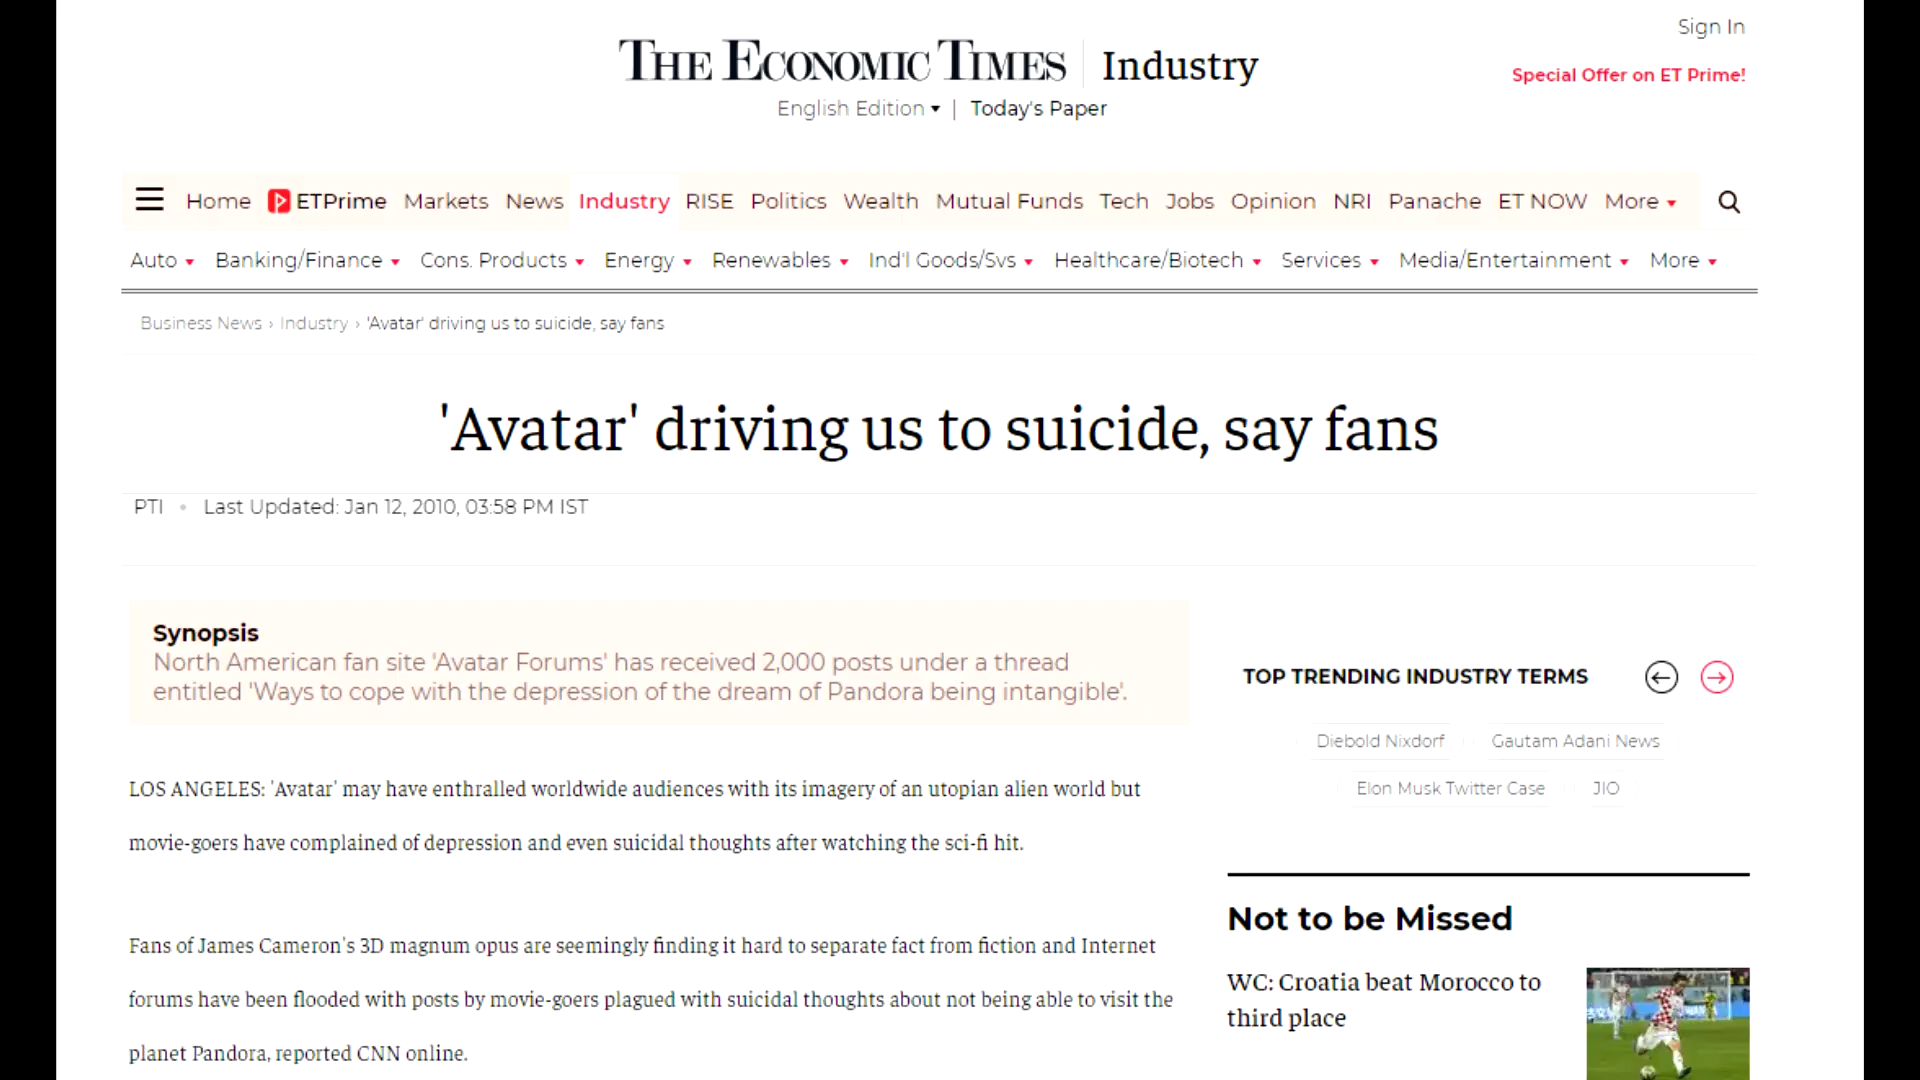 Sign In
THE ECONOMIC TIMES Industry
Special Offer on ET Prime!
English Edition | Today's Paper
Home ETPrime Markets News Industry RISE Politics Wealth Mutual Funds Tech Jobs Opinion NRI Panache ET NOW More
Auto Banking/Finance Cons. Products Energy Renewables Ind'l Goods/Svs Healthcare/Biotech Services Media/Entertainment More
Business News › Industry › 'Avatar' driving us to suicide, say fans
'Avatar' driving us to suicide, say fans
PTI • Last Updated: Jan 12, 2010, 03:58 PM IST
Synopsis
North American fan site 'Avatar Forums' has received 2,000 posts under a thread
entitled 'Ways to cope with the depression of the dream of Pandora being intangible'.
LOS ANGELES: 'Avatar' may have enthralled worldwide audiences with its imagery of an utopian alien world but
movie-goers have complained of depression and even suicidal thoughts after watching the sci-fi hit.
Fans of James Cameron's 3D magnum opus are seemingly finding it hard to separate fact from fiction and Internet
forums have been flooded with posts by movie-goers plagued with suicidal thoughts about not being able to visit the
planet Pandora, reported CNN online.
TOP TRENDING INDUSTRY TERMS
Diebold Nixdorf Gautam Adani News
Elon Musk Twitter Case JIO
Not to be Missed
WC: Croatia beat Morocco to
third place